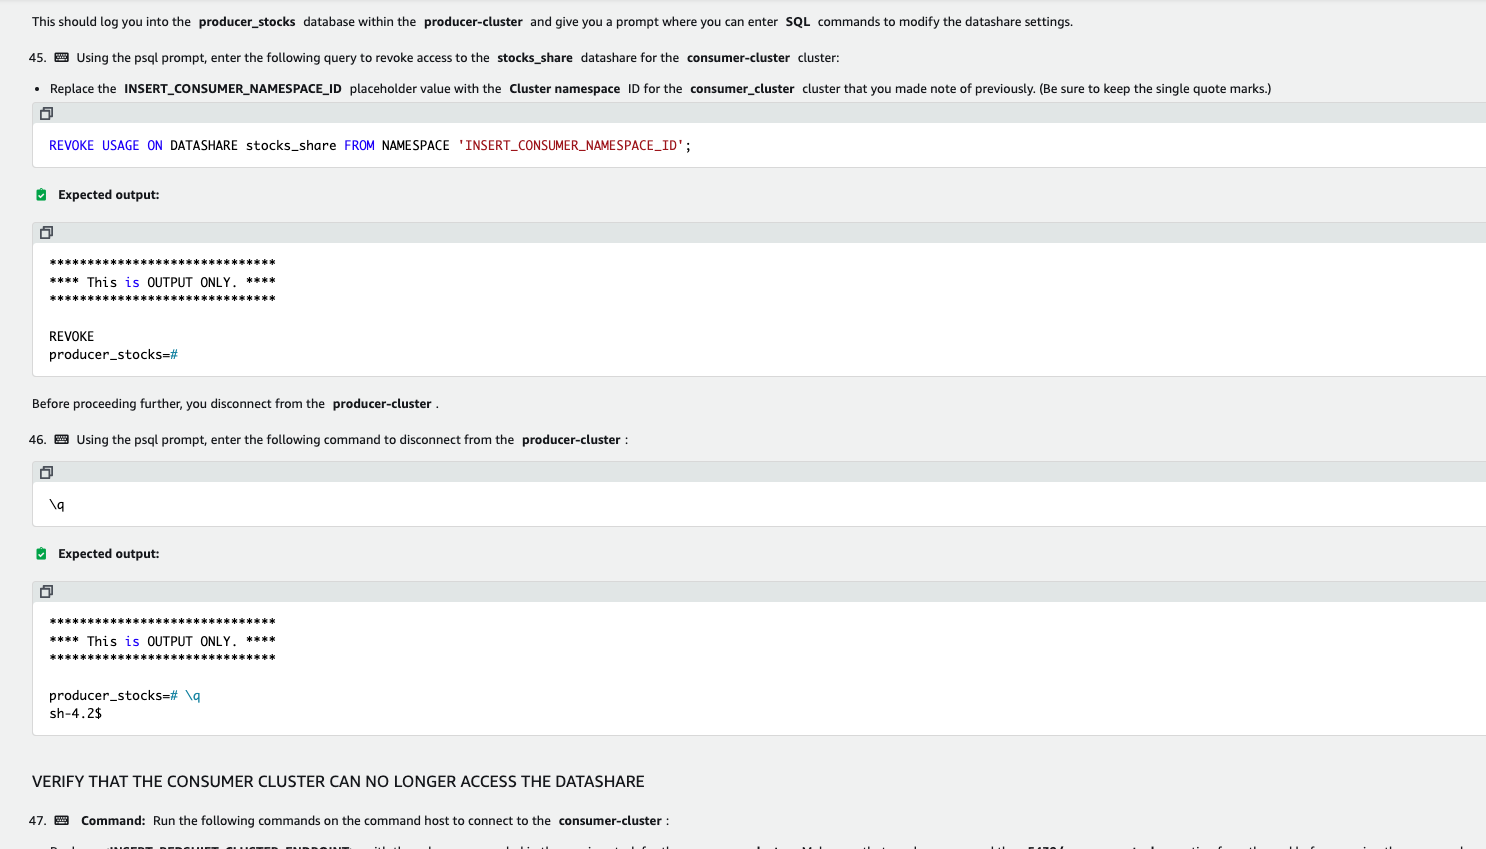 This should log you into the producer_stocks database within the producer-cluster and give you a prompt where you can enter SQL commands to modify the datashare settings.
45. Using the psql prompt, enter the following query to revoke access to the stocks_share datashare for the consumer-cluster cluster:
• Replace the INSERT_CONSUMER_NAMESPACE_ID placeholder value with the Cluster namespace ID for the consumer_cluster cluster that you made note of previously. (Be sure to keep the single quote marks.)
REVOKE USAGE ON DATASHARE stocks_share FROM NAMESPACE 'INSERT_CONSUMER_NAMESPACE_ID';
Expected output:
******************************
**** This is OUTPUT ONLY. ****
******************************
REVOKE
producer_stocks=#
Before proceeding further, you disconnect from the producer-cluster .
46. Using the psql prompt, enter the following command to disconnect from the producer-cluster :
\q
Expected output:
******************************
**** This is OUTPUT ONLY. ****
******************************
producer_stocks=# \q
sh-4.2$
VERIFY THAT THE CONSUMER CLUSTER CAN NO LONGER ACCESS THE DATASHARE
47. Command: Run the following commands on the command host to connect to the consumer-cluster :